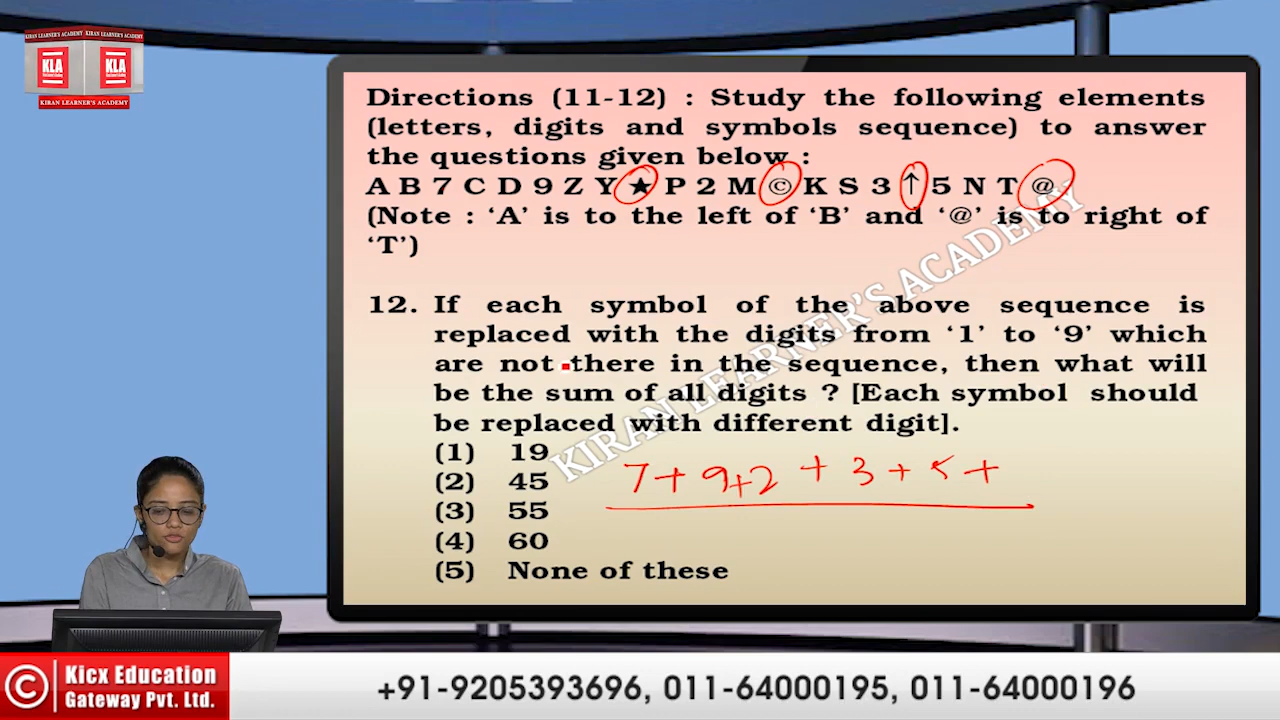 KIRAN LEARNER'S ACADEMY KIRAN LEARNER'S ACADEMY
KLA KLA
KIRAN LEARNER'S ACADEMY
Directions (11-12) : Study the following elements
(letters, digits and symbols sequence) to answer
the questions given below :
A B 7 C D 9 Z Y ★ P 2 M © K S 3 ↑ 5 N T @
(Note : ‘A’ is to the left of ‘B’ and ‘@’ is to right of
‘T’)
12. If each symbol of the above sequence is
replaced with the digits from ‘1’ to ‘9’ which
are not there in the sequence, then what will
be the sum of all digits ? [Each symbol should
be replaced with different digit].
(1) 19
(2) 45
(3) 55
(4) 60
(5) None of these
7+ 9+2 + 3 + 5 +
KIRAN LEARNER'S ACADEMY
© Kicx Education
Gateway Pvt. Ltd.
+91-9205393696, 011-64000195, 011-64000196